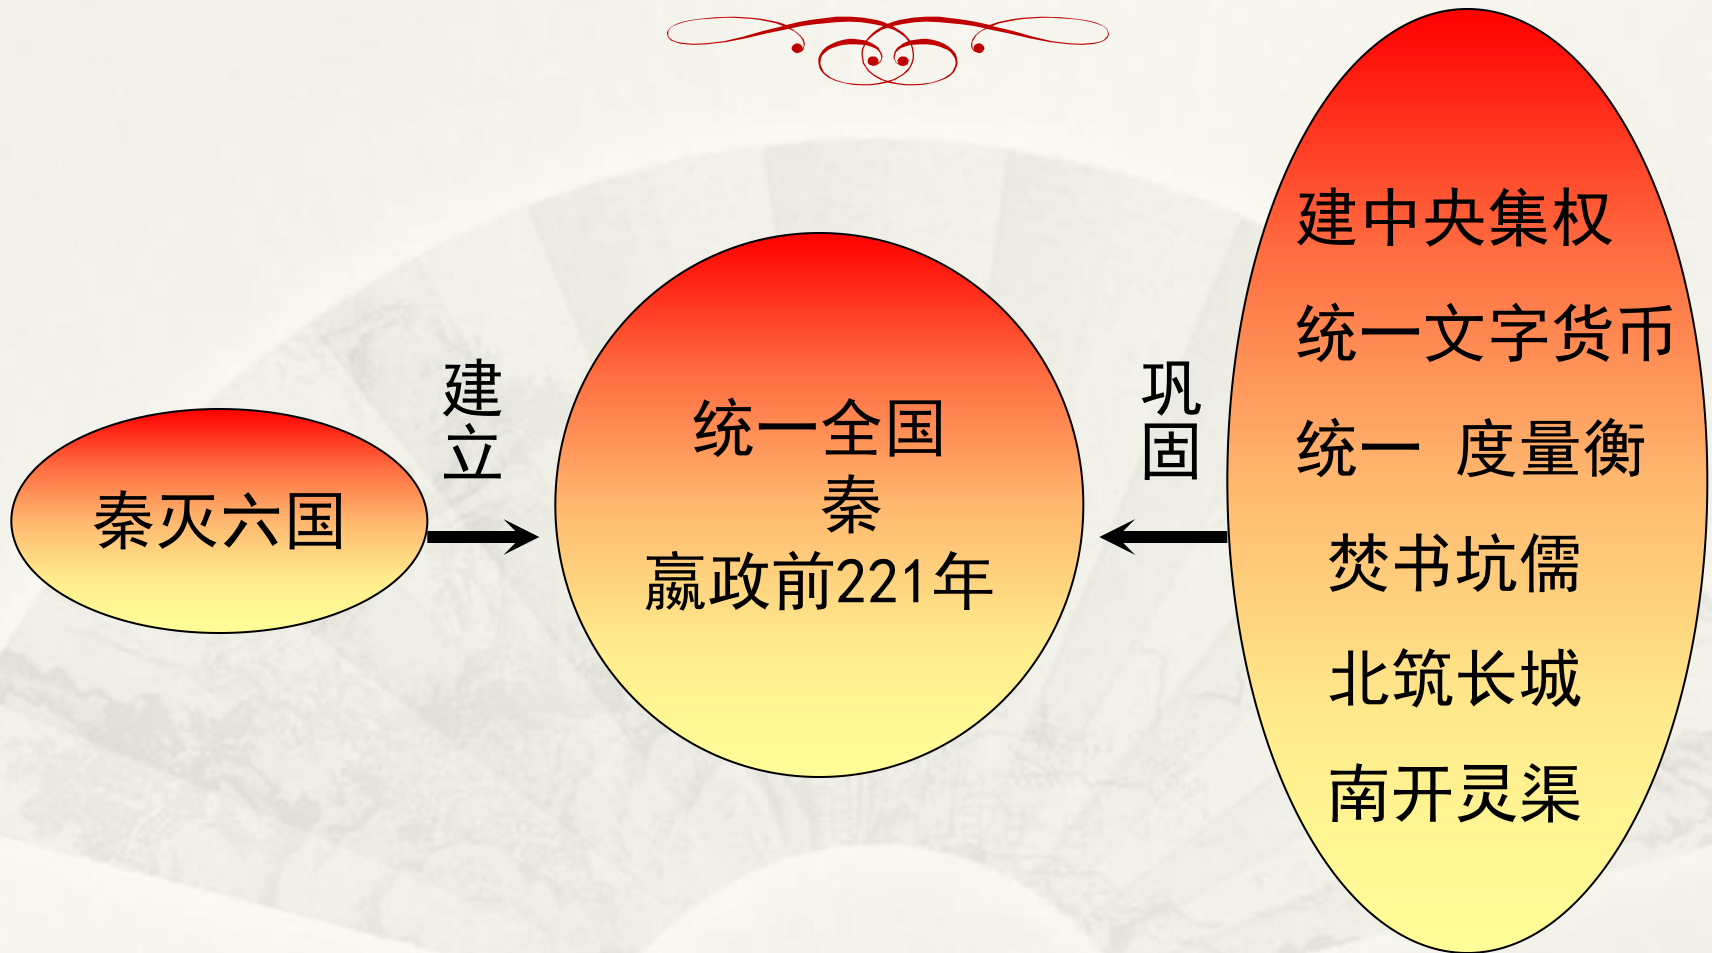 秦灭六国
建立
统一全国
秦
嬴政前221年
巩固
建中央集权
统一文字货币
统一 度量衡
焚书坑儒
北筑长城
南开灵渠